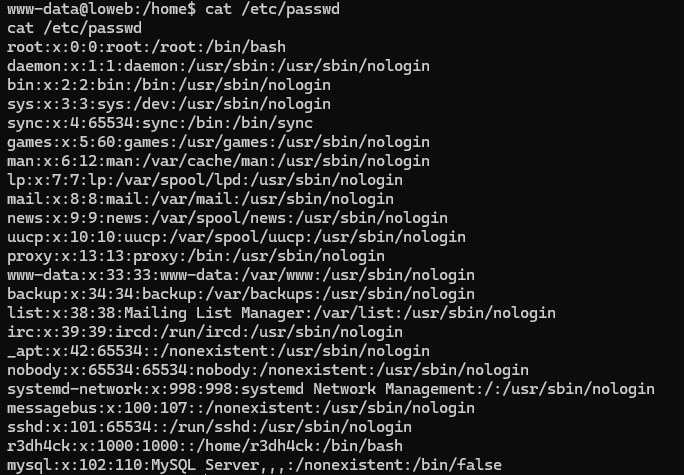 www-data@loweb:/home$ cat /etc/passwd
cat /etc/passwd
root:x:0:0:root:/root:/bin/bash
daemon:x:1:1:daemon:/usr/sbin:/usr/sbin/nologin
bin:x:2:2:bin:/bin:/usr/sbin/nologin
sys:x:3:3:sys:/dev:/usr/sbin/nologin
sync:x:4:65534:sync:/bin:/bin/sync
games:x:5:60:games:/usr/games:/usr/sbin/nologin
man:x:6:12:man:/var/cache/man:/usr/sbin/nologin
lp:x:7:7:lp:/var/spool/lpd:/usr/sbin/nologin
mail:x:8:8:mail:/var/mail:/usr/sbin/nologin
news:x:9:9:news:/var/spool/news:/usr/sbin/nologin
uucp:x:10:10:uucp:/var/spool/uucp:/usr/sbin/nologin
proxy:x:13:13:proxy:/bin:/usr/sbin/nologin
www-data:x:33:33:www-data:/var/www:/usr/sbin/nologin
backup:x:34:34:backup:/var/backups:/usr/sbin/nologin
list:x:38:38:Mailing List Manager:/var/list:/usr/sbin/nologin
irc:x:39:39:ircd:/run/ircd:/usr/sbin/nologin
_apt:x:42:65534::/nonexistent:/usr/sbin/nologin
nobody:x:65534:65534:nobody:/nonexistent:/usr/sbin/nologin
systemd-network:x:998:998:systemd Network Management:/:/usr/sbin/nologin
messagebus:x:100:107::/nonexistent:/usr/sbin/nologin
sshd:x:101:65534::/run/sshd:/usr/sbin/nologin
r3dh4ck:x:1000:1000::/home/r3dh4ck:/bin/bash
mysql:x:102:110:MySQL Server,,,:/nonexistent:/bin/false